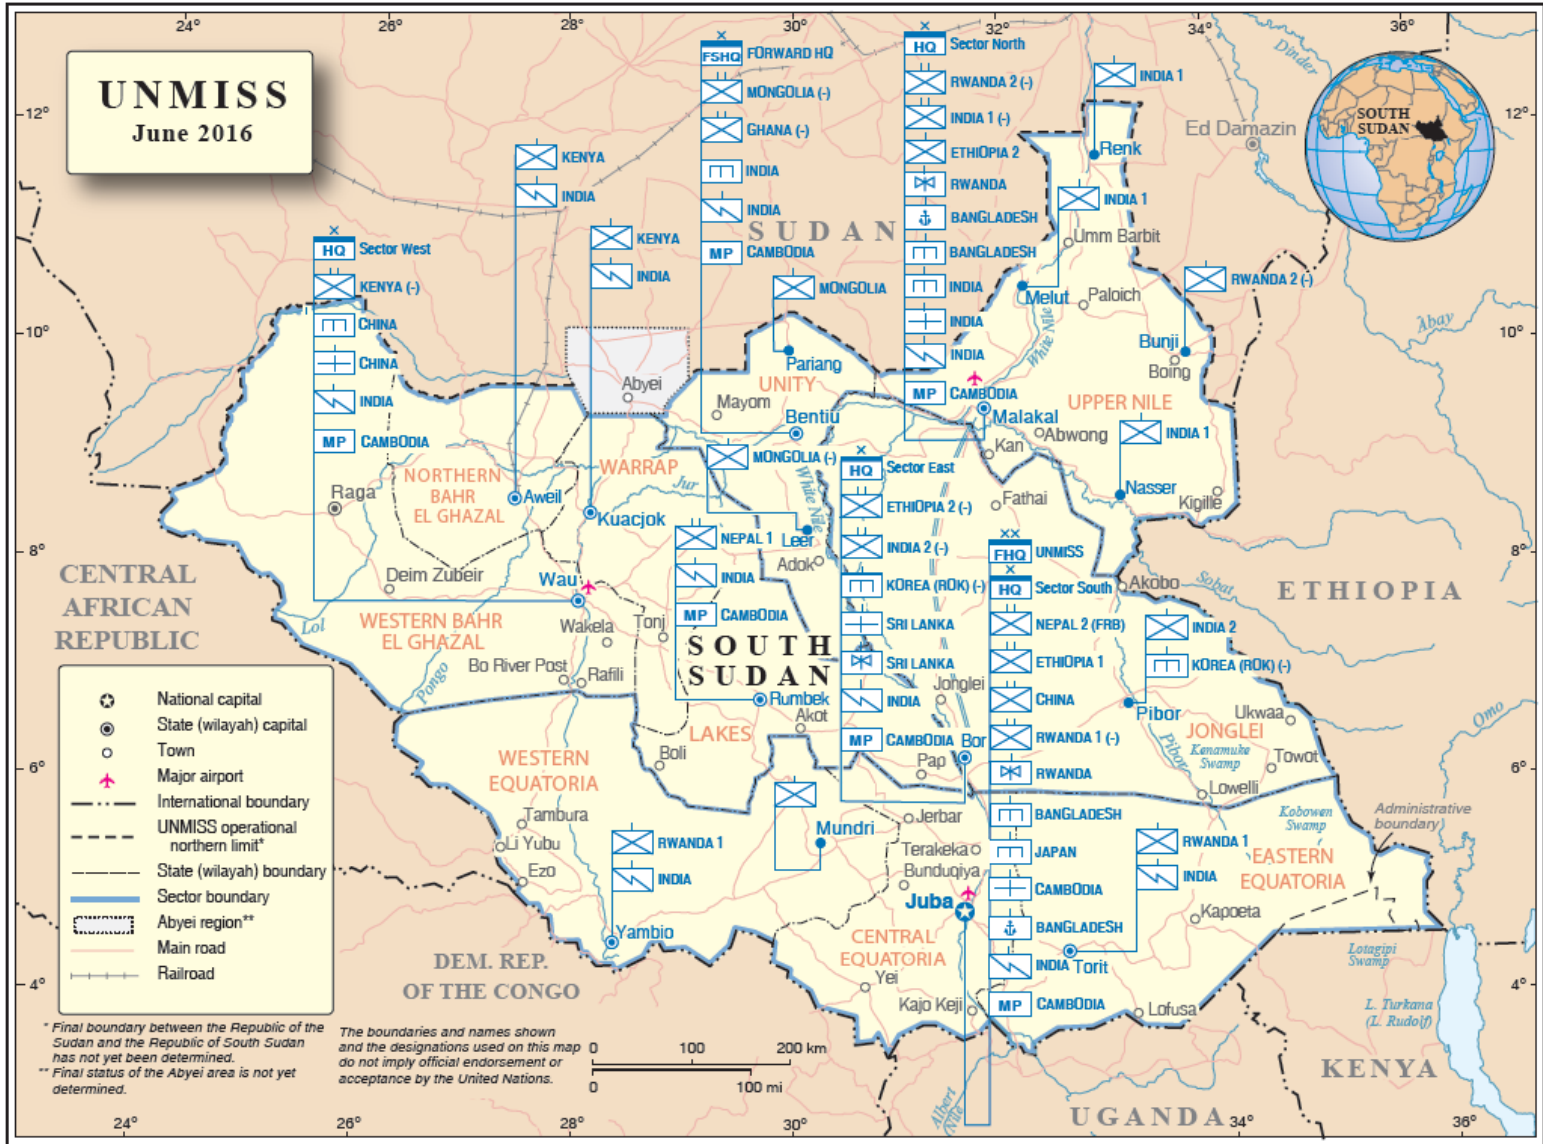 24°
26°
28°
30°
32°
34°
36°
UNMISS
June 2016
12°
12°
10°
10°
8°
8°
6°
6°
4°
4°
FSHQ FORWARD HQ
MONGOLIA (-)
GHANA (-)
INDIA
INDIA
MP CAMBODIA
HQ Sector North
RWANDA 2 (-)
INDIA 1 (-)
ETHIOPIA 2
RWANDA
BANGLADESH
BANGLADESH
INDIA
INDIA
INDIA
MP CAMBODIA
INDIA 1
Renk
INDIA 1
Umm Barbit
Melut
Paloich
RWANDA 2 (-)
Bunji
Boing
Ed Damazin
Dinder
Abay
SOUTH
SUDAN
KENYA
INDIA
KENYA
INDIA
SUDAN
MONGOLIA
Pariang
UNITY
Mayom
Bentiu
Abyei
HQ Sector West
KENYA (-)
CHINA
CHINA
INDIA
MP CAMBODIA
White Nile
Malakal
UPPER NILE
Abwong
Kan
INDIA 1
Nasser
Kigille
Fathai
NORTHERN
BAHR
EL GHAZAL
WARRAP
Jur
Raga
Aweil
Kuacjok
MONGOLIA (-)
White Nile
Leer
Adok
HQ Sector East
ETHIOPIA 2 (-)
INDIA 2 (-)
KOREA (ROK) (-)
SRI LANKA
SRI LANKA
INDIA
MP CAMBODIA
NEPAL 1
INDIA
MP CAMBODIA
FHQ UNMISS
HQ Sector South
NEPAL 2 (FRB)
ETHIOPIA 1
CHINA
RWANDA 1 (-)
RWANDA
BANGLADESH
JAPAN
CAMBODIA
BANGLADESH
INDIA
MP CAMBODIA
Akobo
Sobat
ETHIOPIA
INDIA 2
KOREA (ROK) (-)
Pibor
Pibor
JONGLEI
Ukwaa
Kenamuke
Swamp
Towot
Lowelli
Omo
CENTRAL
AFRICAN
REPUBLIC
Deim Zubeir
Wau
Lol
WESTERN BAHR
EL GHAZAL
Wakela
Tonj
Bo River Post
Rafili
Pongo
SOUTH
SUDAN
Rumbek
Akot
LAKES
Boli
Jonglei
Bor
Pap
WESTERN
EQUATORIA
Tambura
Li Yubu
Ezo
Mundri
Jerbar
Terakeka
Bunduqiya
Juba
RWANDA 1
INDIA
Yambio
CENTRAL
EQUATORIA
Yei
Kajo Keji
RWANDA 1
INDIA
Torit
Kapoeta
Lofusa
EASTERN
EQUATORIA
Kobowen
Swamp
Administrative
boundary
Lotagipi
Swamp
L. Turkana
(L. Rudolf)
KENYA
UGANDA
Albert
Nile
DEM. REP.
OF THE CONGO
National capital
State (wilayah) capital
Town
Major airport
International boundary
UNMISS operational
northern limit*
State (wilayah) boundary
Sector boundary
Abyei region**
Main road
Railroad
* Final boundary between the Republic of the
Sudan and the Republic of South Sudan
has not yet been determined.
** Final status of the Abyei area is not yet
determined.
The boundaries and names shown
and the designations used on this map
do not imply official endorsement or
acceptance by the United Nations.
0 100 200 km
0 100 mi
24°
26°
28°
30°
32°
34°
36°